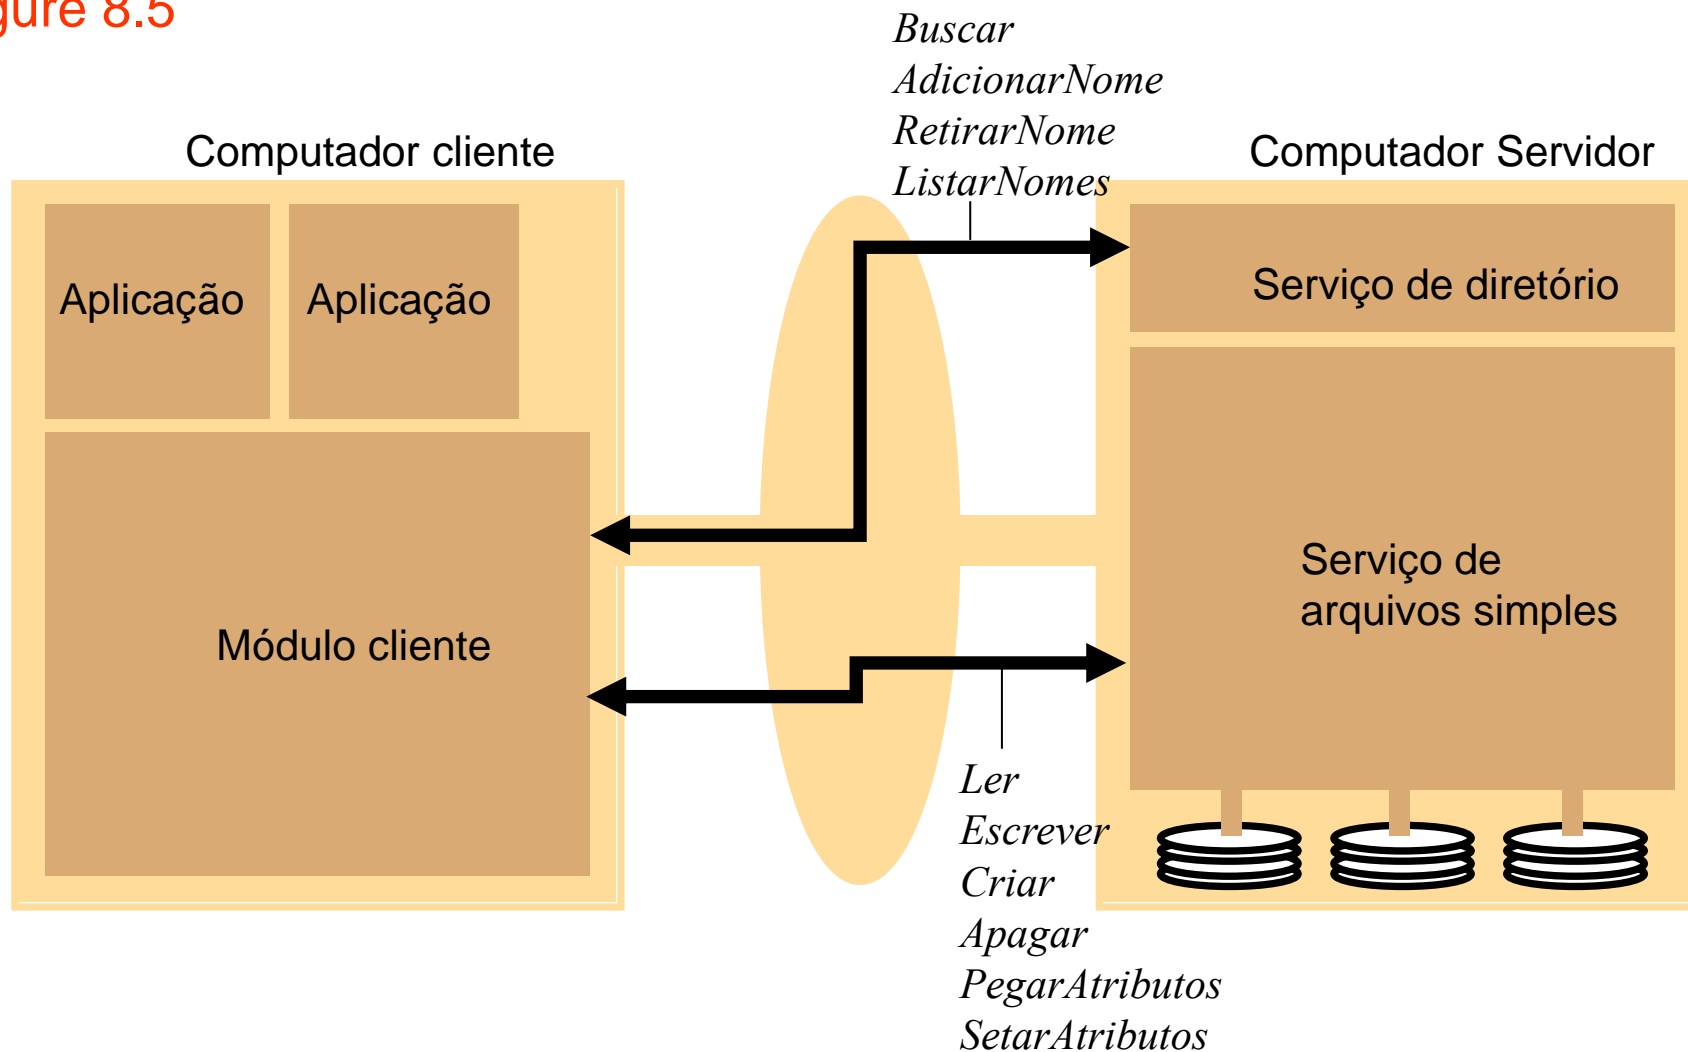 gure 8.5
Buscar
AdicionarNome
RetirarNome
ListarNomes
Computador cliente
Computador Servidor
Aplicação
Aplicação
Serviço de diretório
Módulo cliente
Serviço de
arquivos simples
Ler
Escrever
Criar
Apagar
PegarAtributos
SetarAtributos